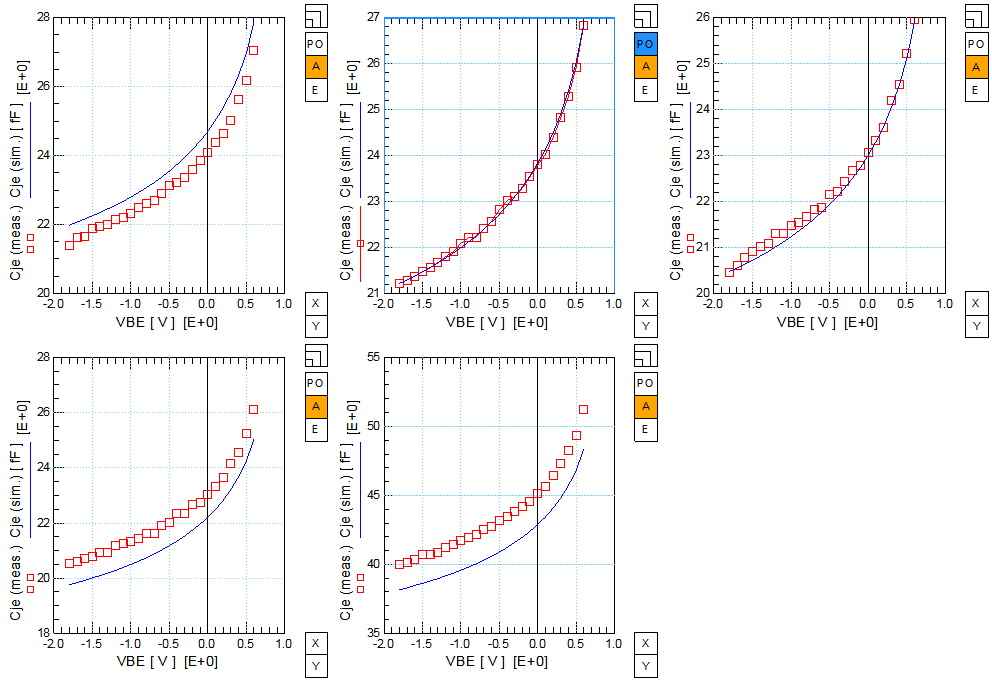 28
26
24
22
20
-2.0 -1.5 -1.0 -0.5 0.0 0.5 1.0
VBE [ V ] [E+0]
Cje (meas.) Cje (sim.) [ fF ] [E+0]
PO
A
E
X
Y
27
26
25
24
23
22
21
-2.0 -1.5 -1.0 -0.5 0.0 0.5 1.0
VBE [ V ] [E+0]
Cje (meas.) Cje (sim.) [ fF ] [E+0]
PO
A
E
X
Y
26
25
24
23
22
21
20
-2.0 -1.5 -1.0 -0.5 0.0 0.5 1.0
VBE [ V ] [E+0]
Cje (meas.) Cje (sim.) [ fF ] [E+0]
PO
A
E
X
Y
28
26
24
22
20
18
-2.0 -1.5 -1.0 -0.5 0.0 0.5 1.0
VBE [ V ] [E+0]
Cje (meas.) Cje (sim.) [ fF ] [E+0]
PO
A
E
X
Y
55
50
45
40
35
-2.0 -1.5 -1.0 -0.5 0.0 0.5 1.0
VBE [ V ] [E+0]
Cje (meas.) Cje (sim.) [ fF ] [E+0]
PO
A
E
X
Y